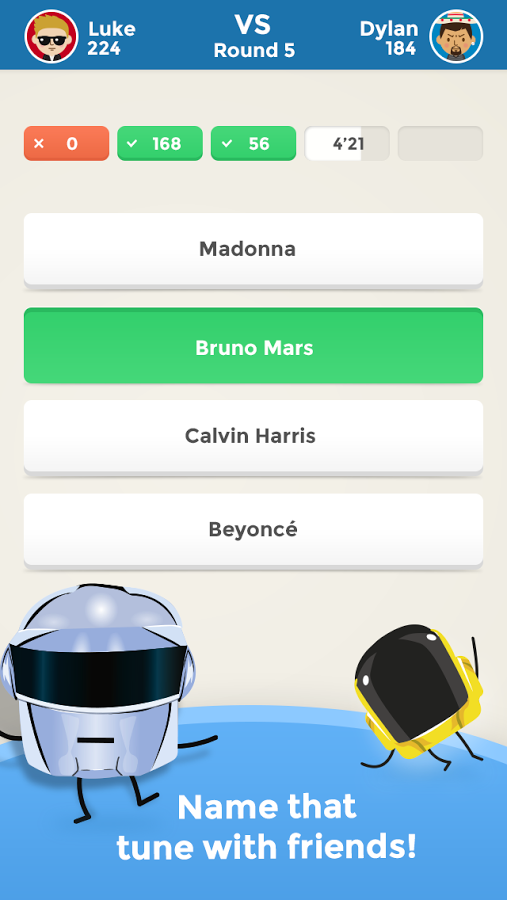 Luke
224
VS
Round 5
Dylan
184
0
168
56
4'21
Madonna
Bruno Mars
Calvin Harris
Beyoncé
Name that
tune with friends!